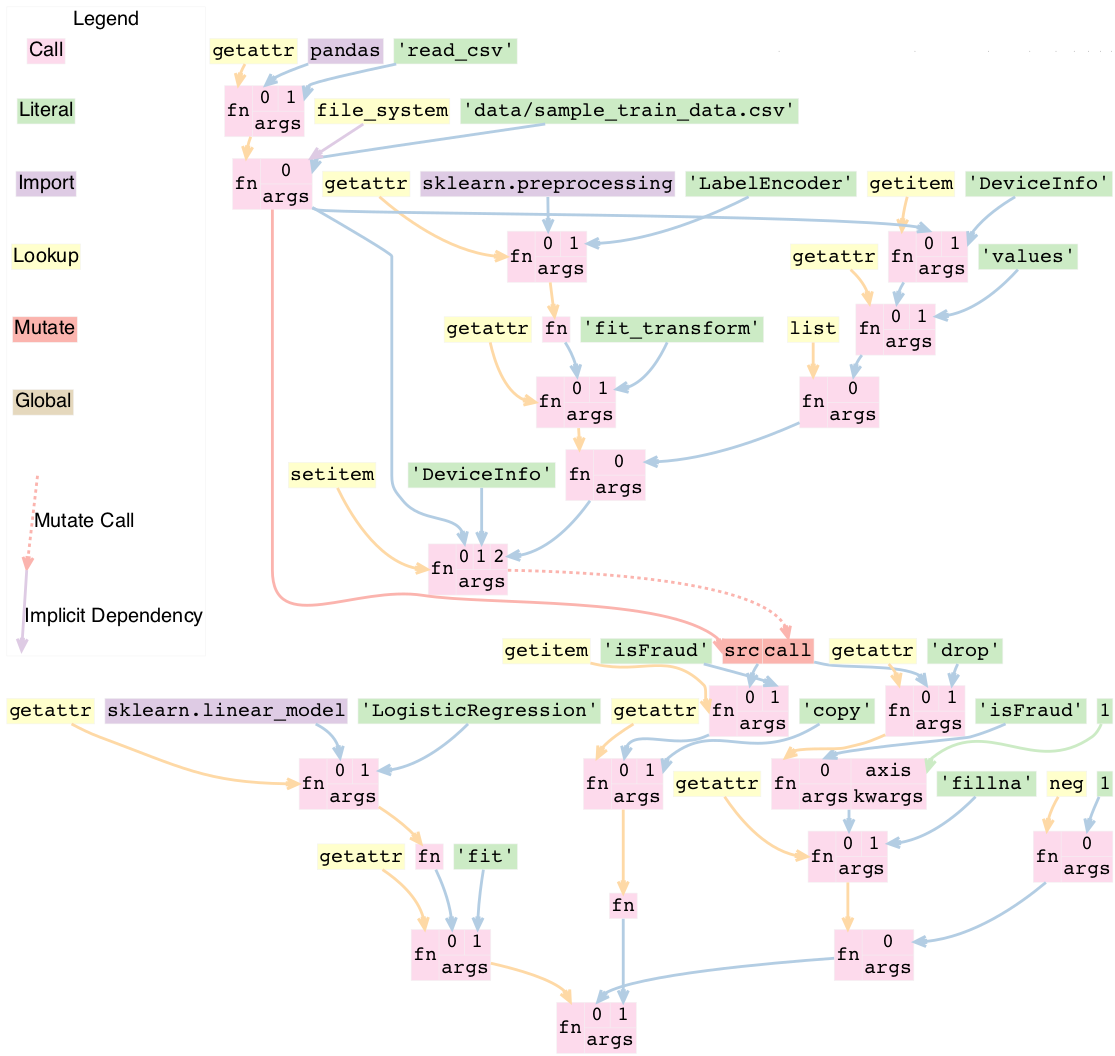 Legend
Call
Literal
Import
Lookup
Mutate
Global
Mutate Call
Implicit Dependency
getattr pandas 'read_csv'
0 1
fn
args
file_system 'data/sample_train_data.csv'
0
fn
args
getattr sklearn.preprocessing 'LabelEncoder' getitem 'DeviceInfo'
0 1
fn
args
0 1
fn
args
getattr 'values'
0 1
fn
args
getattr fn 'fit_transform' list
0 1
fn
args
0
fn
args
0
fn
args
setitem 'DeviceInfo'
0 1 2
fn
args
getitem 'isFraud' src call getattr 'drop'
0 1
fn
args
0 1
fn
args
getattr sklearn.linear_model 'LogisticRegression' getattr 'copy' 'isFraud' 1
0 1
fn
args
0 1
fn
args
0 axis
fn
args kwargs
getattr 'fillna' neg 1
0 1
fn
args
0
fn
args
getattr fn 'fit'
fn
0 1
fn
args
0
fn
args
0 1
fn
args